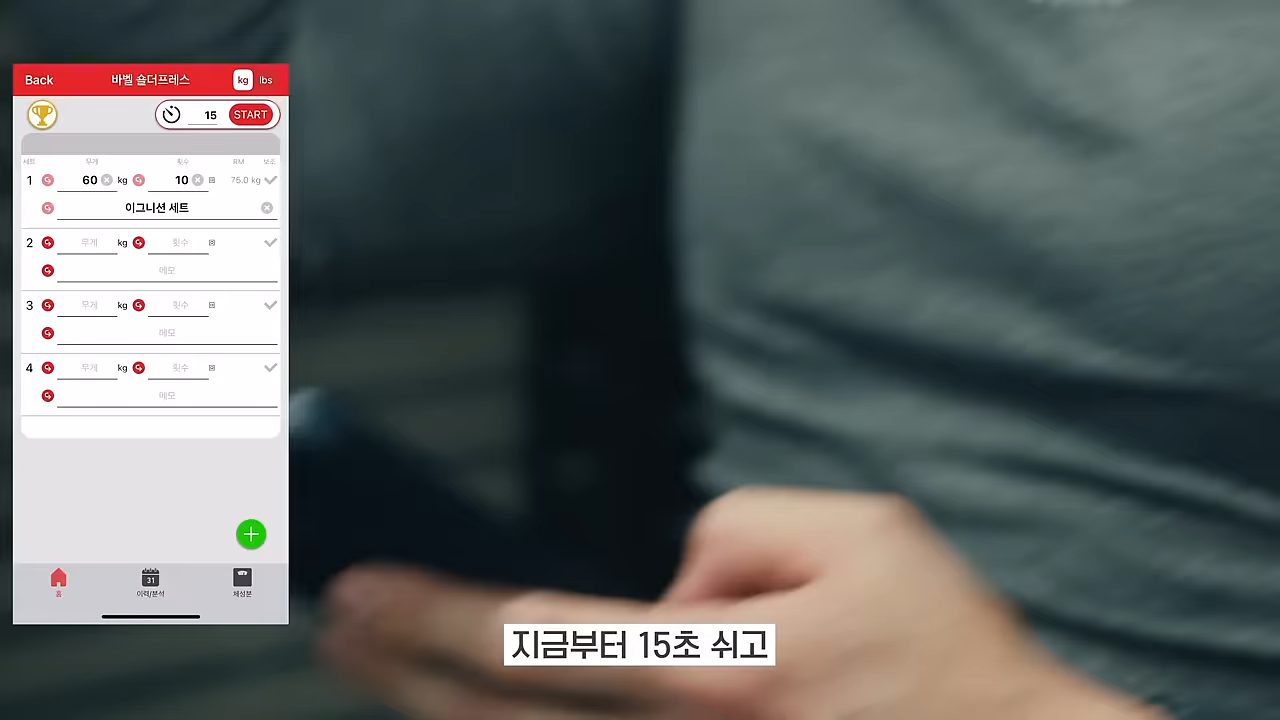 Back 바벨 숄더프레스 kg lbs
15 START
세트 무게 횟수 RM 보조
1 60 kg 10 회 75.0 kg
이그니션 세트
2 무게 kg 횟수 회
메모
3 무게 kg 횟수 회
메모
4 무게 kg 횟수 회
메모
31
홈 이력/분석 체성분
지금부터 15초 쉬고